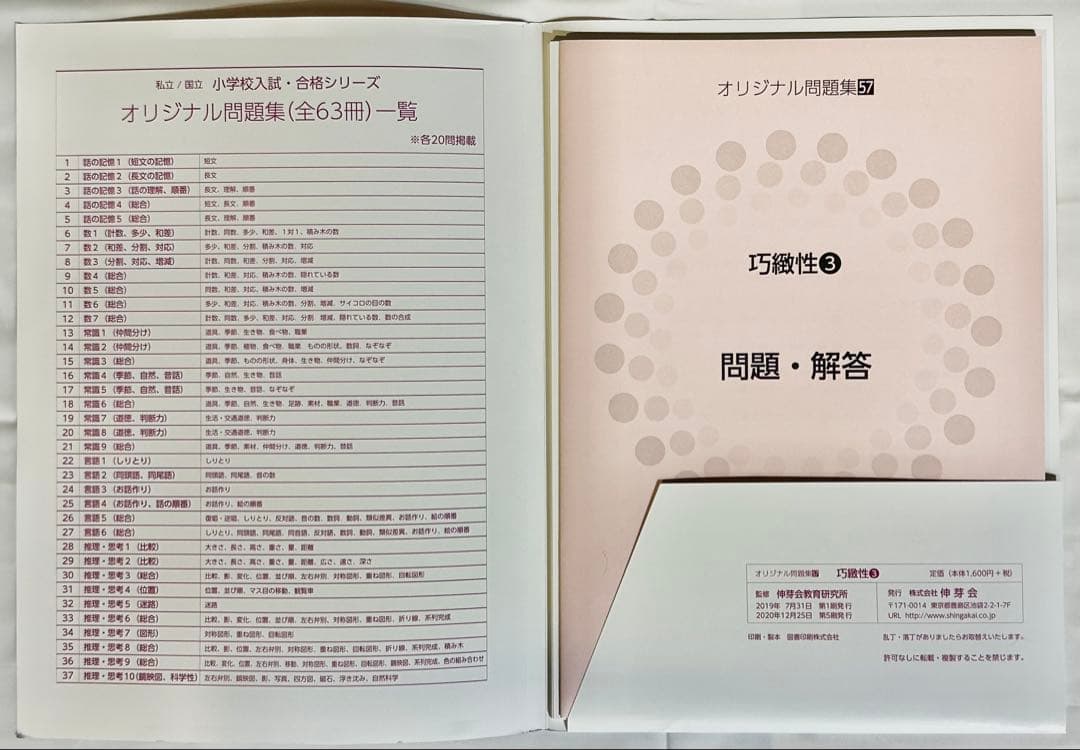 私立 / 国立 小学校入試・合格シリーズ
オリジナル問題集(全63冊)一覧
※各20問掲載
1 話の記憶1(短文の記憶) 短文
2 話の記憶2(長文の記憶) 長文
3 話の記憶3(話の理解、順番) 長文、理解、順番
4 話の記憶4(総合) 短文、長文、順番
5 話の記憶5(総合) 長文、理解、順番
6 数1(計数、多少、和差) 計数、同数、多少、和差、1対1、積み木の数
7 数2(和差、分割、対応) 多少、和差、分割、積み木の数、対応
8 数3(分割、対応、増減) 計数、同数、和差、分割、対応、増減
9 数4(総合) 計数、和差、対応、積み木の数、隠れている数
10 数5(総合) 同数、和差、対応、積み木の数、増減
11 数6(総合) 多少、和差、対応、積み木の数、分割、増減、サイコロの目の数
12 数7(総合) 計数、同数、多少、和差、対応、分割、増減、隠れている数、数の合成
13 常識1(仲間分け) 道具、季節、生き物、食べ物、職業
14 常識2(仲間分け) 道具、季節、植物、食べ物、職業、ものの形状、数詞、なぞなぞ
15 常識3(総合) 道具、季節、ものの形状、身体、生き物、仲間分け、なぞなぞ
16 常識4(季節、自然、昔話) 季節、自然、生き物、昔話
17 常識5(季節、自然、昔話) 季節、生き物、昔話、なぞなぞ
18 常識6(総合) 道具、季節、自然、生き物、足跡、素材、職業、道徳、判断力、昔話
19 常識7(道徳、判断力) 生活・交通道徳、判断力
20 常識8(道徳、判断力) 生活・交通道徳、判断力
21 常識9(総合) 道具、季節、素材、仲間分け、道徳、判断力、昔話
22 言語1(しりとり) しりとり
23 言語2(同頭語、同尾語) 同頭語、同尾語、音の数
24 言語3(お話作り) お話作り
25 言語4(お話作り、話の順番) お話作り、絵の順番
26 言語5(総合) 復唱・逆唱、しりとり、反対語、音の数、数詞、動詞、類似差異、お話作り、絵の順番
27 言語6(総合) しりとり、同頭語、同尾語、同音語、反対語、数詞、動詞、類似差異、お話作り、絵の順番
28 推理・思考1(比較) 大きさ、長さ、高さ、重さ、量、距離
29 推理・思考2(比較) 大きさ、長さ、高さ、重さ、量、距離、広さ、速さ、深さ
30 推理・思考3(総合) 比較、影、変化、位置、並び順、左右弁別、対称図形、重ね図形、回転図形
31 推理・思考4(位置) 位置、並び順、マス目の移動、観覧車
32 推理・思考5(迷路) 迷路
33 推理・思考6(総合) 比較、影、変化、位置、並び順、左右弁別、対称図形、重ね図形、折り線、系列完成
34 推理・思考7(図形) 対称図形、重ね図形、回転図形
35 推理・思考8(総合) 比較、影、位置、左右弁別、対称図形、重ね図形、回転図形、折り線、系列完成、積み木
36 推理・思考9(総合) 比較、変化、位置、左右弁別、移動、対称図形、重ね図形、回転図形、鏡映図、系列完成、色の組み合わせ
37 推理・思考10(鏡映図、科学性) 左右弁別、鏡映図、影、写真、四方図、磁石、浮き沈み、自然科学
オリジナル問題集57
巧緻性❸
問題・解答
オリジナル問題集57 巧緻性❸ 定価(本体1,600円+税)
監修 伸芽会教育研究所
2019年 7月31日 第1刷発行
2020年12月25日 第5刷発行
発行 株式会社 伸芽会
〒171-0014 東京都豊島区池袋2-2-1-7F
URL http://www.shingakai.co.jp
印刷・製本 図書印刷株式会社
乱丁・落丁がありましたらお取替えいたします。
許可なしに転載・複製することを禁じます。